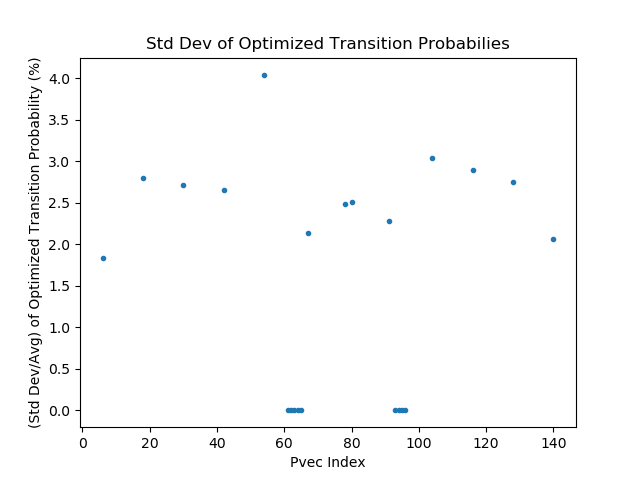 Std Dev of Optimized Transition Probabilies
(Std Dev/Avg) of Optimized Transition Probability (%)
4.0
3.5
3.0
2.5
2.0
1.5
1.0
0.5
0.0
0 20 40 60 80 100 120 140
Pvec Index